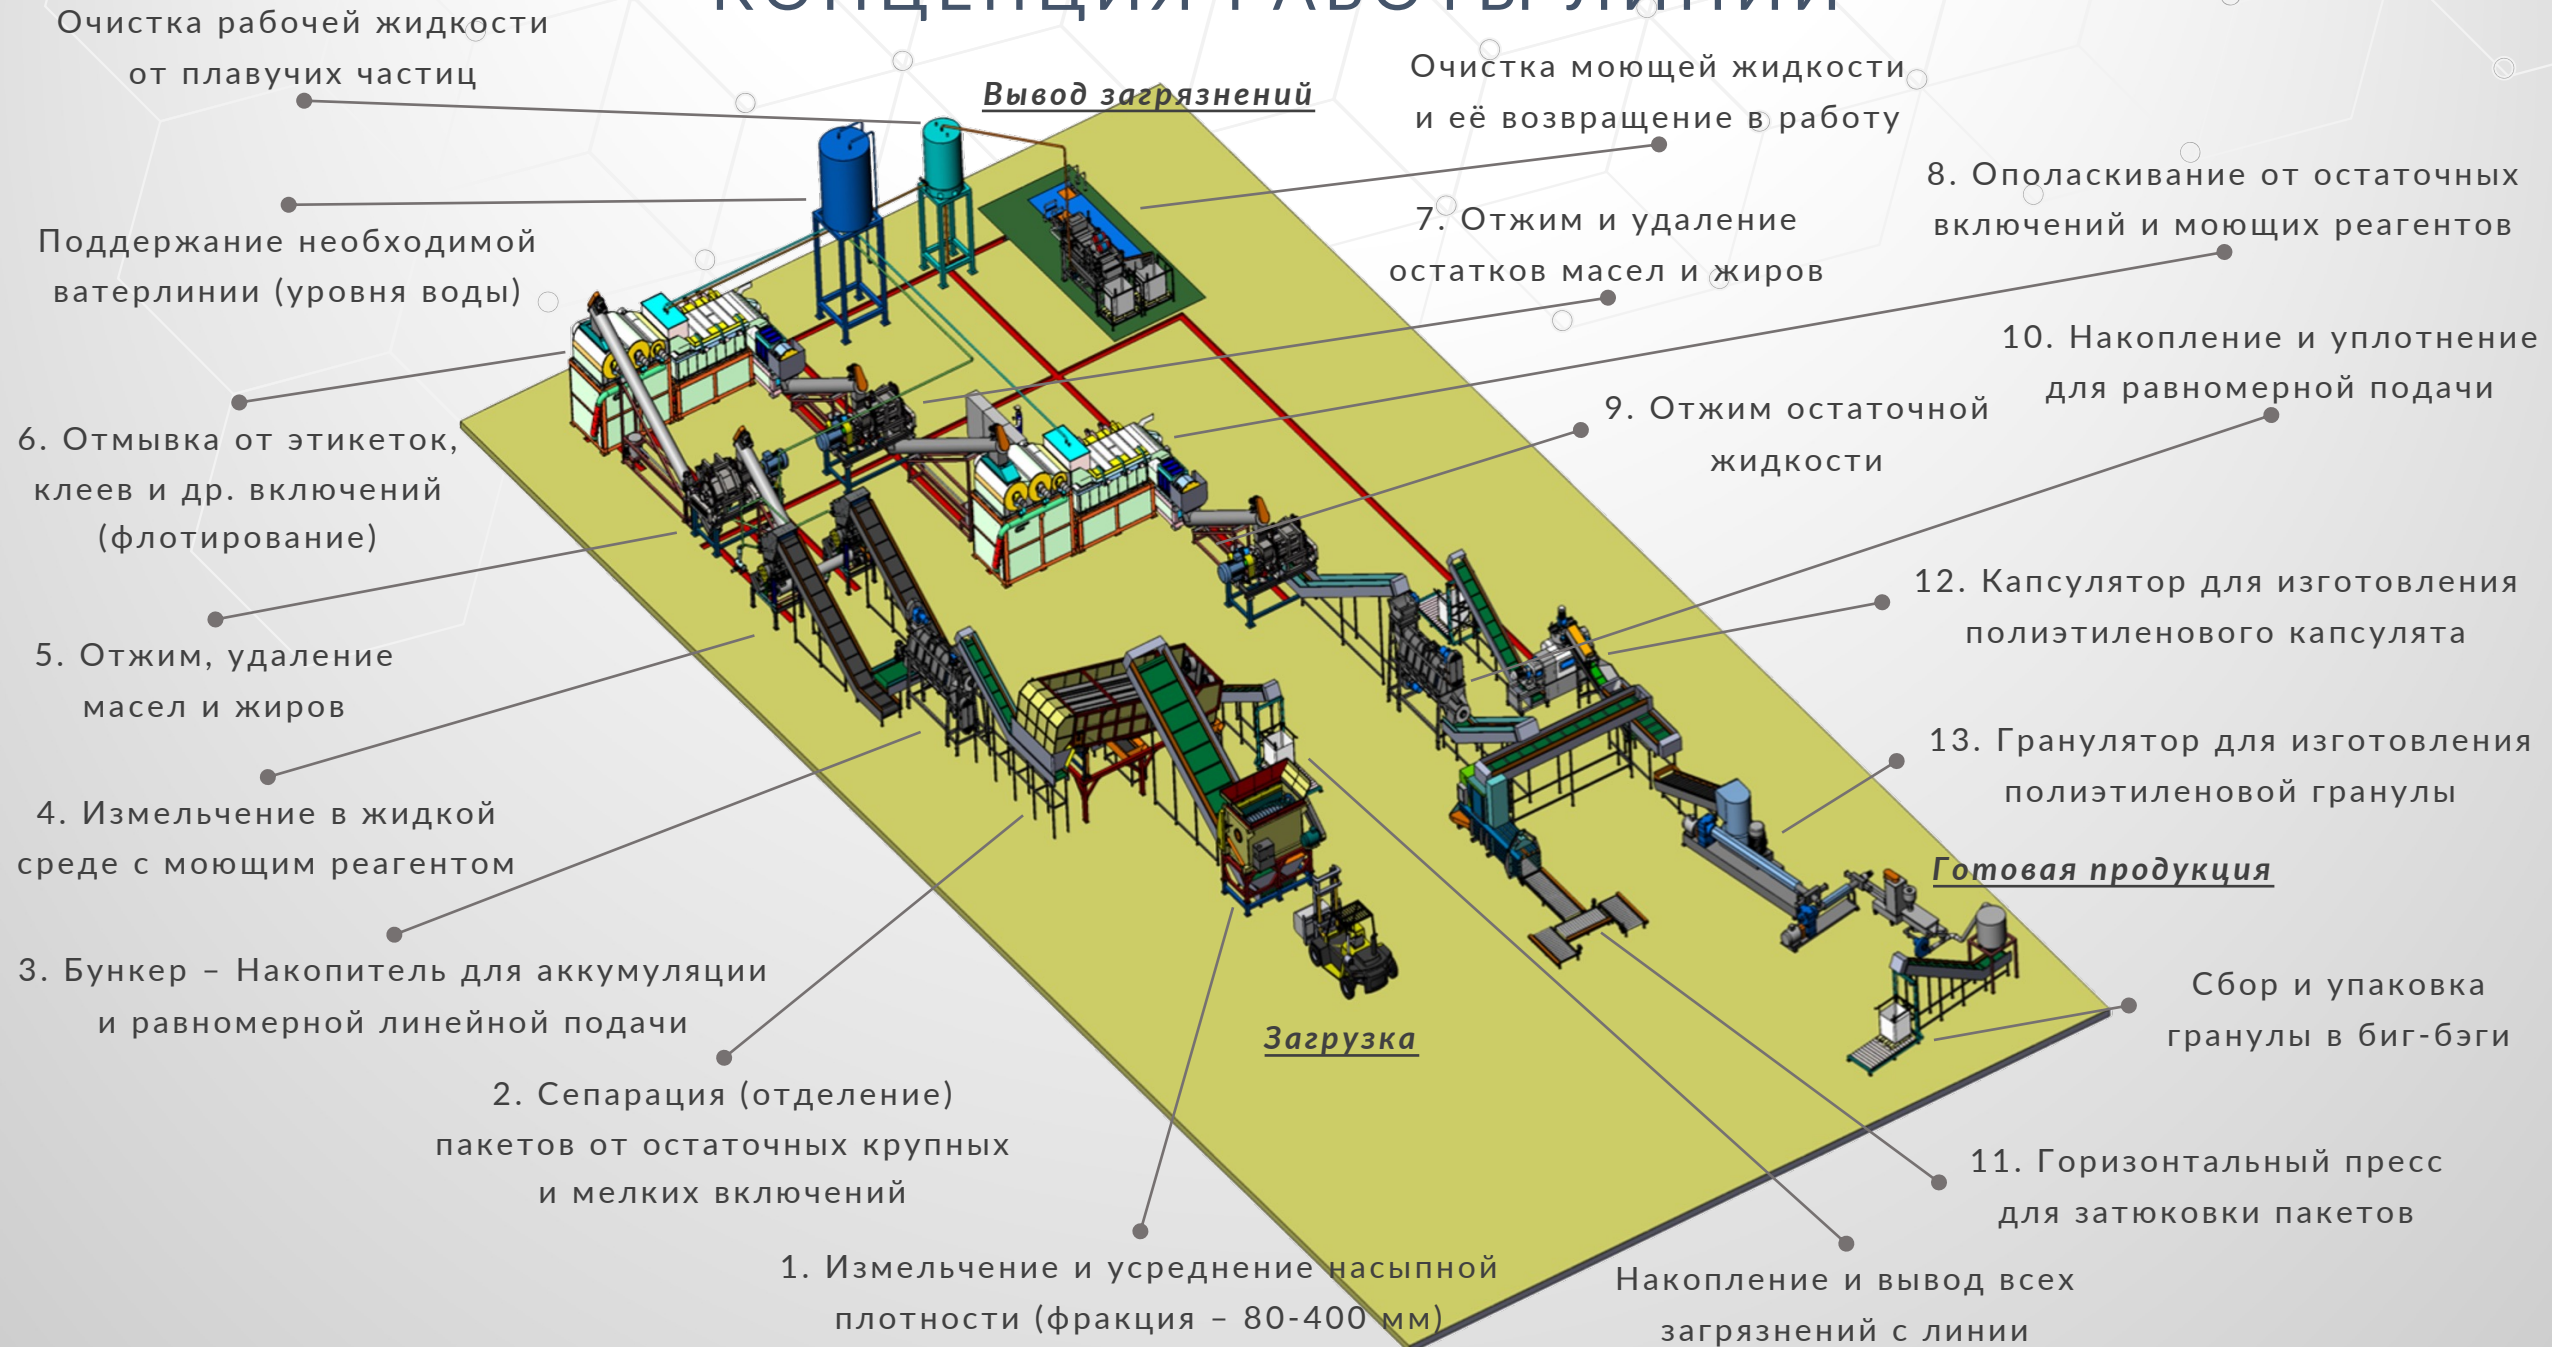 КОНЦЕПЦИЯ РАБОТЫ ЛИНИИ
Очистка рабочей жидкости
от плавучих частиц
Вывод загрязнений
Очистка моющей жидкости
и её возвращение в работу
Поддержание необходимой
ватерлинии (уровня воды)
7. Отжим и удаление
остатков масел и жиров
8. Ополаскивание от остаточных
включений и моющих реагентов
10. Накопление и уплотнение
для равномерной подачи
9. Отжим остаточной
жидкости
6. Отмывка от этикеток,
клеев и др. включений
(флотирование)
12. Капсулятор для изготовления
полиэтиленового капсулята
5. Отжим, удаление
масел и жиров
13. Гранулятор для изготовления
полиэтиленовой гранулы
4. Измельчение в жидкой
среде с моющим реагентом
Готовая продукция
3. Бункер – Накопитель для аккумуляции
и равномерной линейной подачи
Сбор и упаковка
гранулы в биг-бэги
Загрузка
2. Сепарация (отделение)
пакетов от остаточных крупных
и мелких включений
11. Горизонтальный пресс
для затюковки пакетов
1. Измельчение и усреднение насыпной
плотности (фракция – 80-400 мм)
Накопление и вывод всех
загрязнений с линии